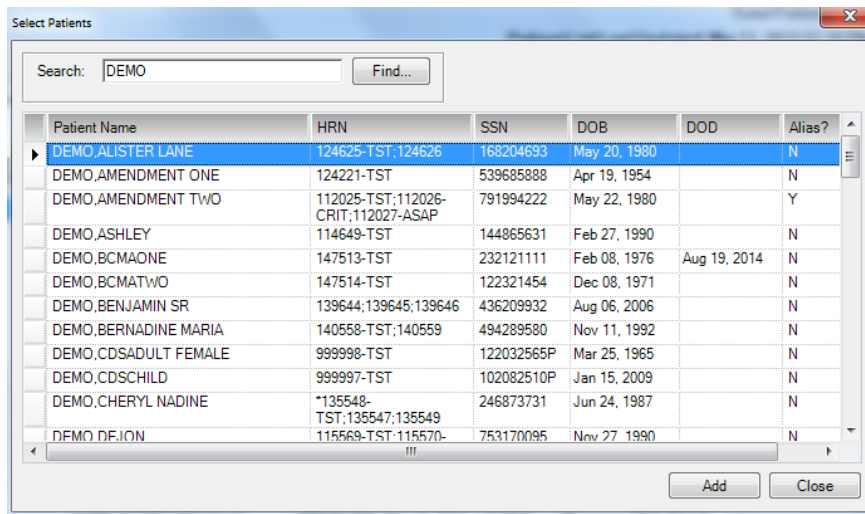 Select Patients
Search: DEMO Find...
Patient Name HRN SSN DOB DOD Alias?
DEMO,ALISTER LANE 124625-TST;124626 168204693 May 20, 1980 N
DEMO,AMENDMENT ONE 124221-TST 539685888 Apr 19, 1954 N
DEMO,AMENDMENT TWO 112025-TST;112026- 791994222 May 22, 1980 Y
CRIT;112027-ASAP
DEMO,ASHLEY 114649-TST 144865631 Feb 27, 1990 N
DEMO,BCMAONE 147513-TST 232121111 Feb 08, 1976 Aug 19, 2014 N
DEMO,BCMATWO 147514-TST 122321454 Dec 08, 1971 N
DEMO,BENJAMIN SR 139644;139645;139646 436209932 Aug 06, 2006 N
DEMO,BERNADINE MARIA 140558-TST;140559 494289580 Nov 11, 1992 N
DEMO,CDSADULT FEMALE 999998-TST 122032565P Mar 25, 1965 N
DEMO,CDSCHILD 999997-TST 102082510P Jan 15, 2009 N
DEMO,CHERYL NADINE *135548- 246873731 Jun 24, 1987 N
TST;135547;135549
DEMO,DEJON 115569-TST;115570- 753170095 Nov 27, 1990 N
Add Close